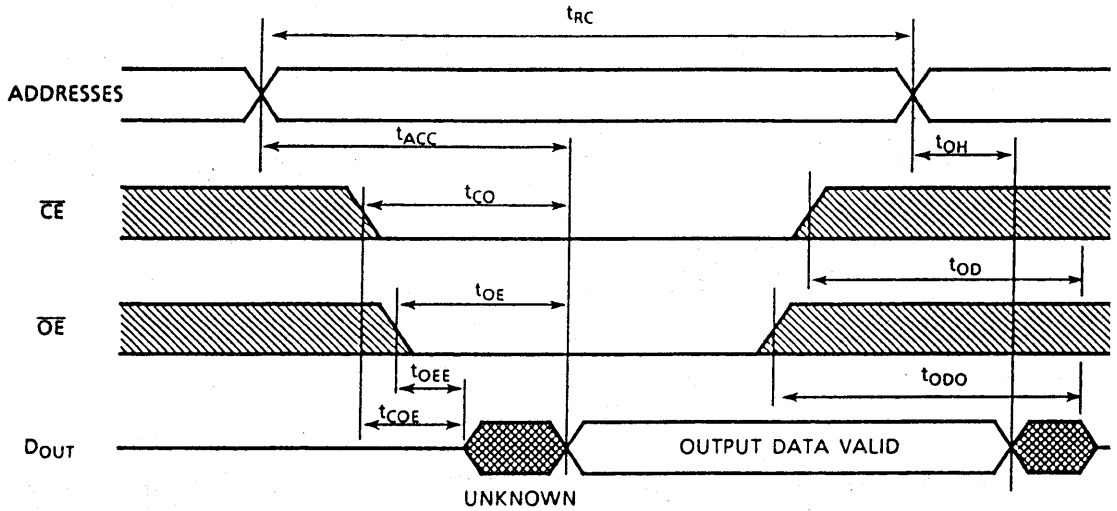 tRC
ADDRESSES
tACC
tOH
tCO
CE
tOD
tOE
OE
tOEE
tODO
tCOE
DOUT
OUTPUT DATA VALID
UNKNOWN